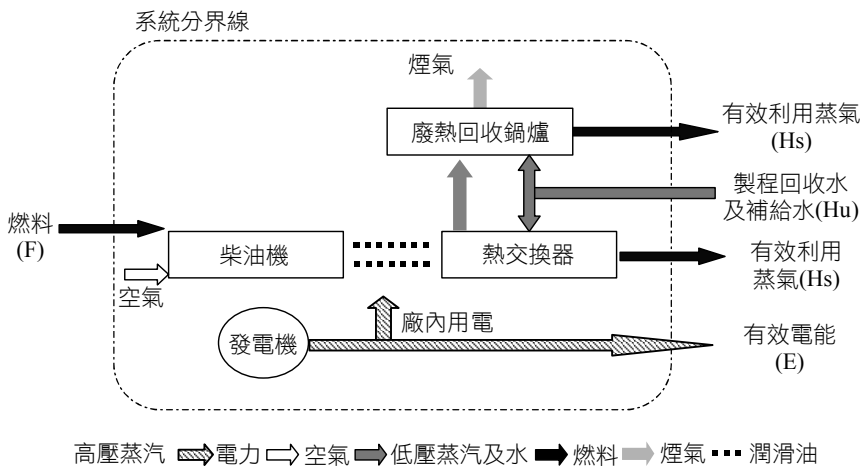 系統分界線
煙氣
廢熱回收鍋爐
有效利用蒸氣
(Hs)
製程回收水
及補給水(Hu)
燃料
(F)
柴油機
熱交換器
有效利用
蒸氣(Hs)
空氣
廠內用電
發電機
有效電能
(E)
高壓蒸汽 電力 空氣 低壓蒸汽及水 燃料 煙氣 潤滑油